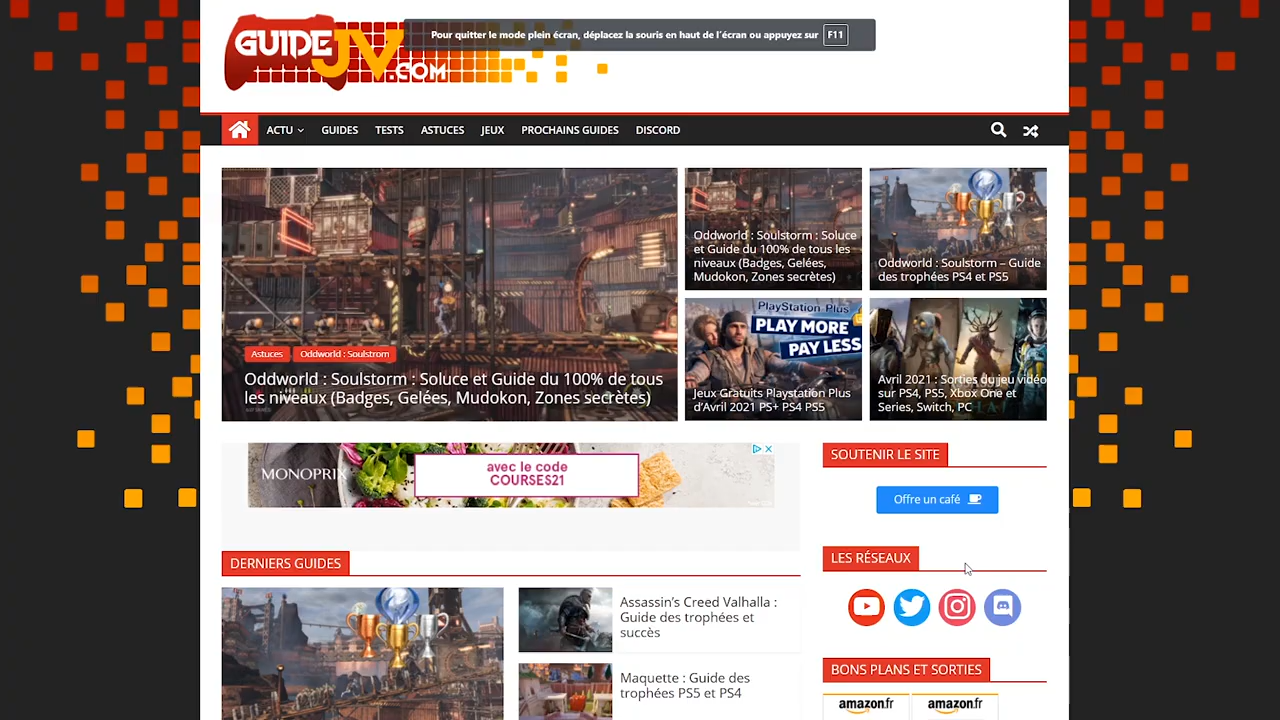 GUIDEJV.COM
Pour quitter le mode plein écran, déplacez la souris en haut de l'écran ou appuyez sur F11
ACTU GUIDES TESTS ASTUCES JEUX PROCHAINS GUIDES DISCORD
Astuces Oddworld : Soulstrom
Oddworld : Soulstorm : Soluce et Guide du 100% de tous
les niveaux (Badges, Gelées, Mudokon, Zones secrètes)
Oddworld : Soulstorm : Soluce
et Guide du 100% de tous les
niveaux (Badges, Gelées,
Mudokon, Zones secrètes)
Oddworld : Soulstorm – Guide
des trophées PS4 et PS5
PlayStation Plus
PLAY MORE
PAY LESS
Jeux Gratuits Playstation Plus
d'Avril 2021 PS+ PS4 PS5
Avril 2021 : Sorties du jeu vidéo
sur PS4, PS5, Xbox One et
Series, Switch, PC
MONOPRIX
avec le code
COURSES21
SOUTENIR LE SITE
Offre un café
DERNIERS GUIDES
LES RÉSEAUX
Assassin's Creed Valhalla :
Guide des trophées et
succès
Maquette : Guide des
trophées PS5 et PS4
BONS PLANS ET SORTIES
amazon.fr amazon.fr